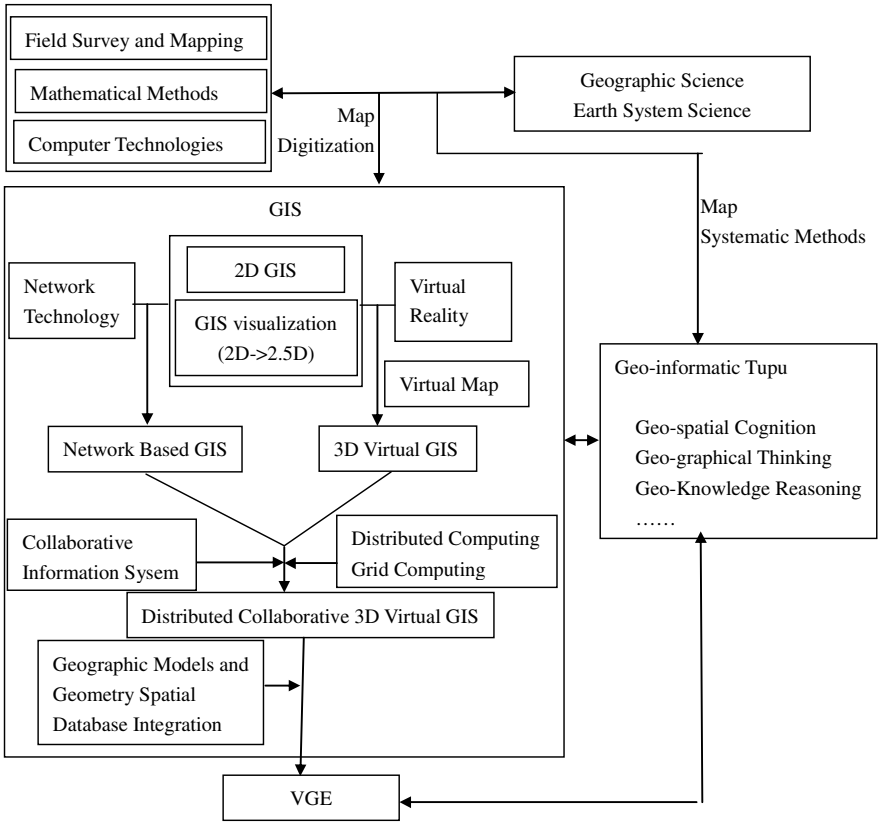 Field Survey and Mapping
Mathematical Methods
Computer Technologies
Geographic Science
Earth System Science
Map
Digitization
Map
Systematic Methods
GIS
2D GIS
GIS visualization
(2D->2.5D)
Network
Technology
Virtual
Reality
Virtual Map
Network Based GIS
3D Virtual GIS
Geo-informatic Tupu
Geo-spatial Cognition
Geo-graphical Thinking
Geo-Knowledge Reasoning
……
Collaborative
Information Sysem
Distributed Computing
Grid Computing
Distributed Collaborative 3D Virtual GIS
Geographic Models and
Geometry Spatial
Database Integration
VGE